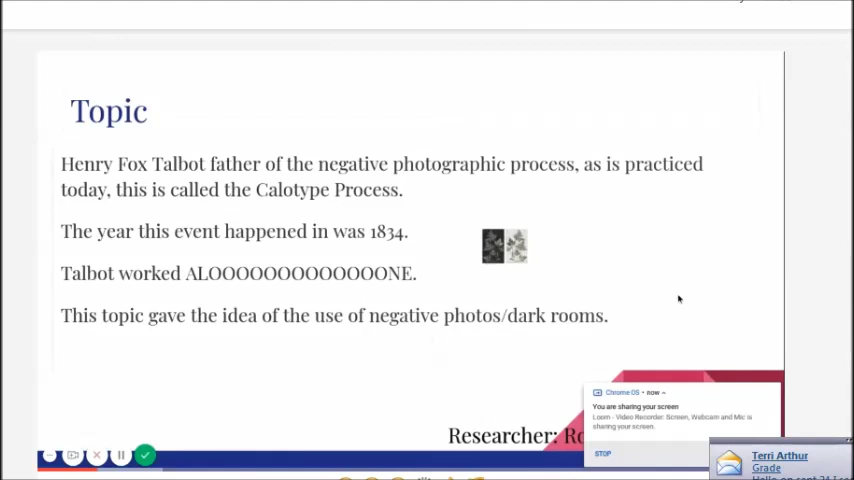 Topic
Henry Fox Talbot father of the negative photographic process, as is practiced
today, this is called the Calotype Process.
The year this event happened in was 1834.
Talbot worked ALOOOOOOOOOOOOONE.
This topic gave the idea of the use of negative photos/dark rooms.
Researcher:
Chrome OS • now
You are sharing your screen
Loom - Video Recorder: Screen, Webcam and Mic is
sharing your screen.
STOP
Terri Arthur
Grade